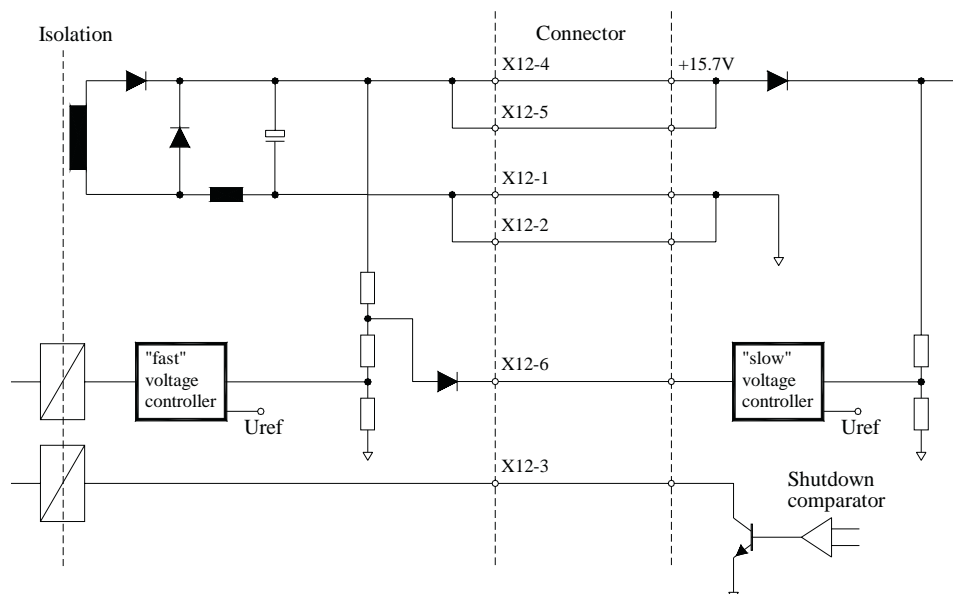 Isolation
Connector
X12-4
+15.7V
X12-5
X12-1
X12-2
"fast"
voltage
controller
Uref
X12-6
"slow"
voltage
controller
Uref
X12-3
Shutdown
comparator